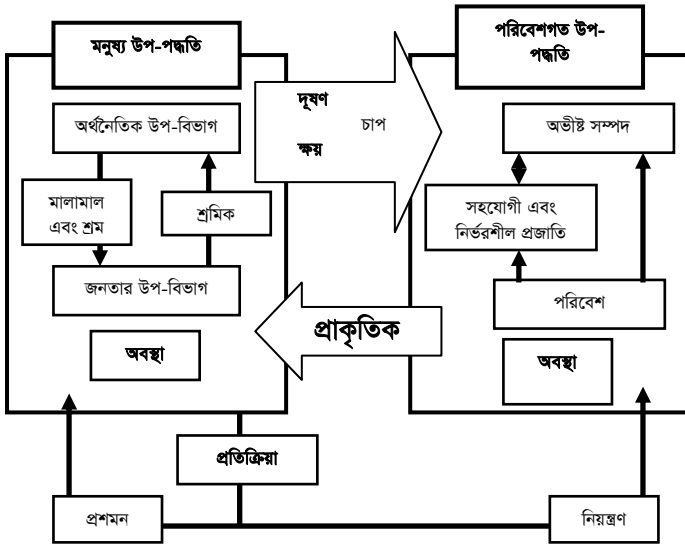 মনুষ্য উপ-পদ্ধতি
পরিবেশগত উপ-
পদ্ধতি
দূষণ
চাপ
ক্ষয়
অর্থনৈতিক উপ-বিভাগ
মালামাল
এবং শ্রম
শ্রমিক
জনতার উপ-বিভাগ
অবস্থা
অভীষ্ট সম্পদ
সহযোগী এবং
নির্ভরশীল প্রজাতি
পরিবেশ
অবস্থা
প্রাকৃতিক
প্রতিক্রিয়া
প্রশমন
নিয়ন্ত্রণ